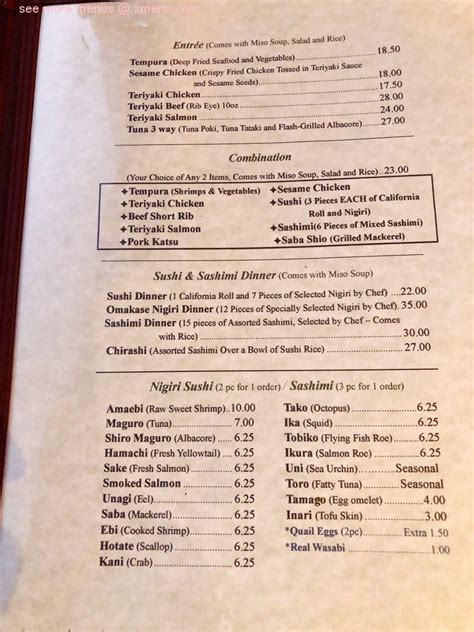 see more menus @ zmenu.com
Entrée (Comes with Miso Soup, Salad and Rice)
Tempura (Deep Fried Seafood and Vegetables) 18.50
Sesame Chicken (Crispy Fried Chicken Tossed in Teriyaki Sauce
and Sesame Seeds) 18.00
Teriyaki Chicken 17.50
Teriyaki Beef (Rib Eye) 10oz 28.00
Teriyaki Salmon 24.00
Tuna 3 way (Tuna Poki, Tuna Tataki and Flash-Grilled Albacore) 27.00
Combination
(Your Choice of Any 2 Items, Comes with Miso Soup, Salad and Rice) 23.00
✦Tempura (Shrimps & Vegetables)
✦Teriyaki Chicken
✦Beef Short Rib
✦Teriyaki Salmon
✦Pork Katsu
✦Sesame Chicken
✦Sushi (3 Pieces EACH of California
Roll and Nigiri)
✦Sashimi(6 Pieces of Mixed Sashimi)
✦Saba Shio (Grilled Mackerel)
Sushi & Sashimi Dinner (Comes with Miso Soup)
Sushi Dinner (1 California Roll and 7 Pieces of Selected Nigiri by Chef) ....22.00
Omakase Nigiri Dinner (12 Pieces of Specially Selected Nigiri by Chef). 35.00
Sashimi Dinner (15 pieces of Assorted Sashimi, Selected by Chef – Comes
with Rice) 30.00
Chirashi (Assorted Sashimi Over a Bowl of Sushi Rice) 27.00
Nigiri Sushi (2 pc for 1 order) / Sashimi (3 pc for 1 order)
Amaebi (Raw Sweet Shrimp)..10.00
Maguro (Tuna) 7.00
Shiro Maguro (Albacore) 6.25
Hamachi (Fresh Yellowtail) 6.25
Sake (Fresh Salmon) 6.25
Smoked Salmon 6.25
Unagi (Eel) 6.25
Saba (Mackerel) 6.25
Ebi (Cooked Shrimp) 6.25
Hotate (Scallop) 6.25
Kani (Crab) 6.25
Tako (Octopus) 6.25
Ika (Squid) 6.25
Tobiko (Flying Fish Roe) 6.25
Ikura (Salmon Roe) 6.25
Uni (Sea Urchin) Seasonal
Toro (Fatty Tuna) Seasonal
Tamago (Egg omelet) 4.00
Inari (Tofu Skin) 3.00
*Quail Eggs (2pc) Extra 1.50
*Real Wasabi 1.00